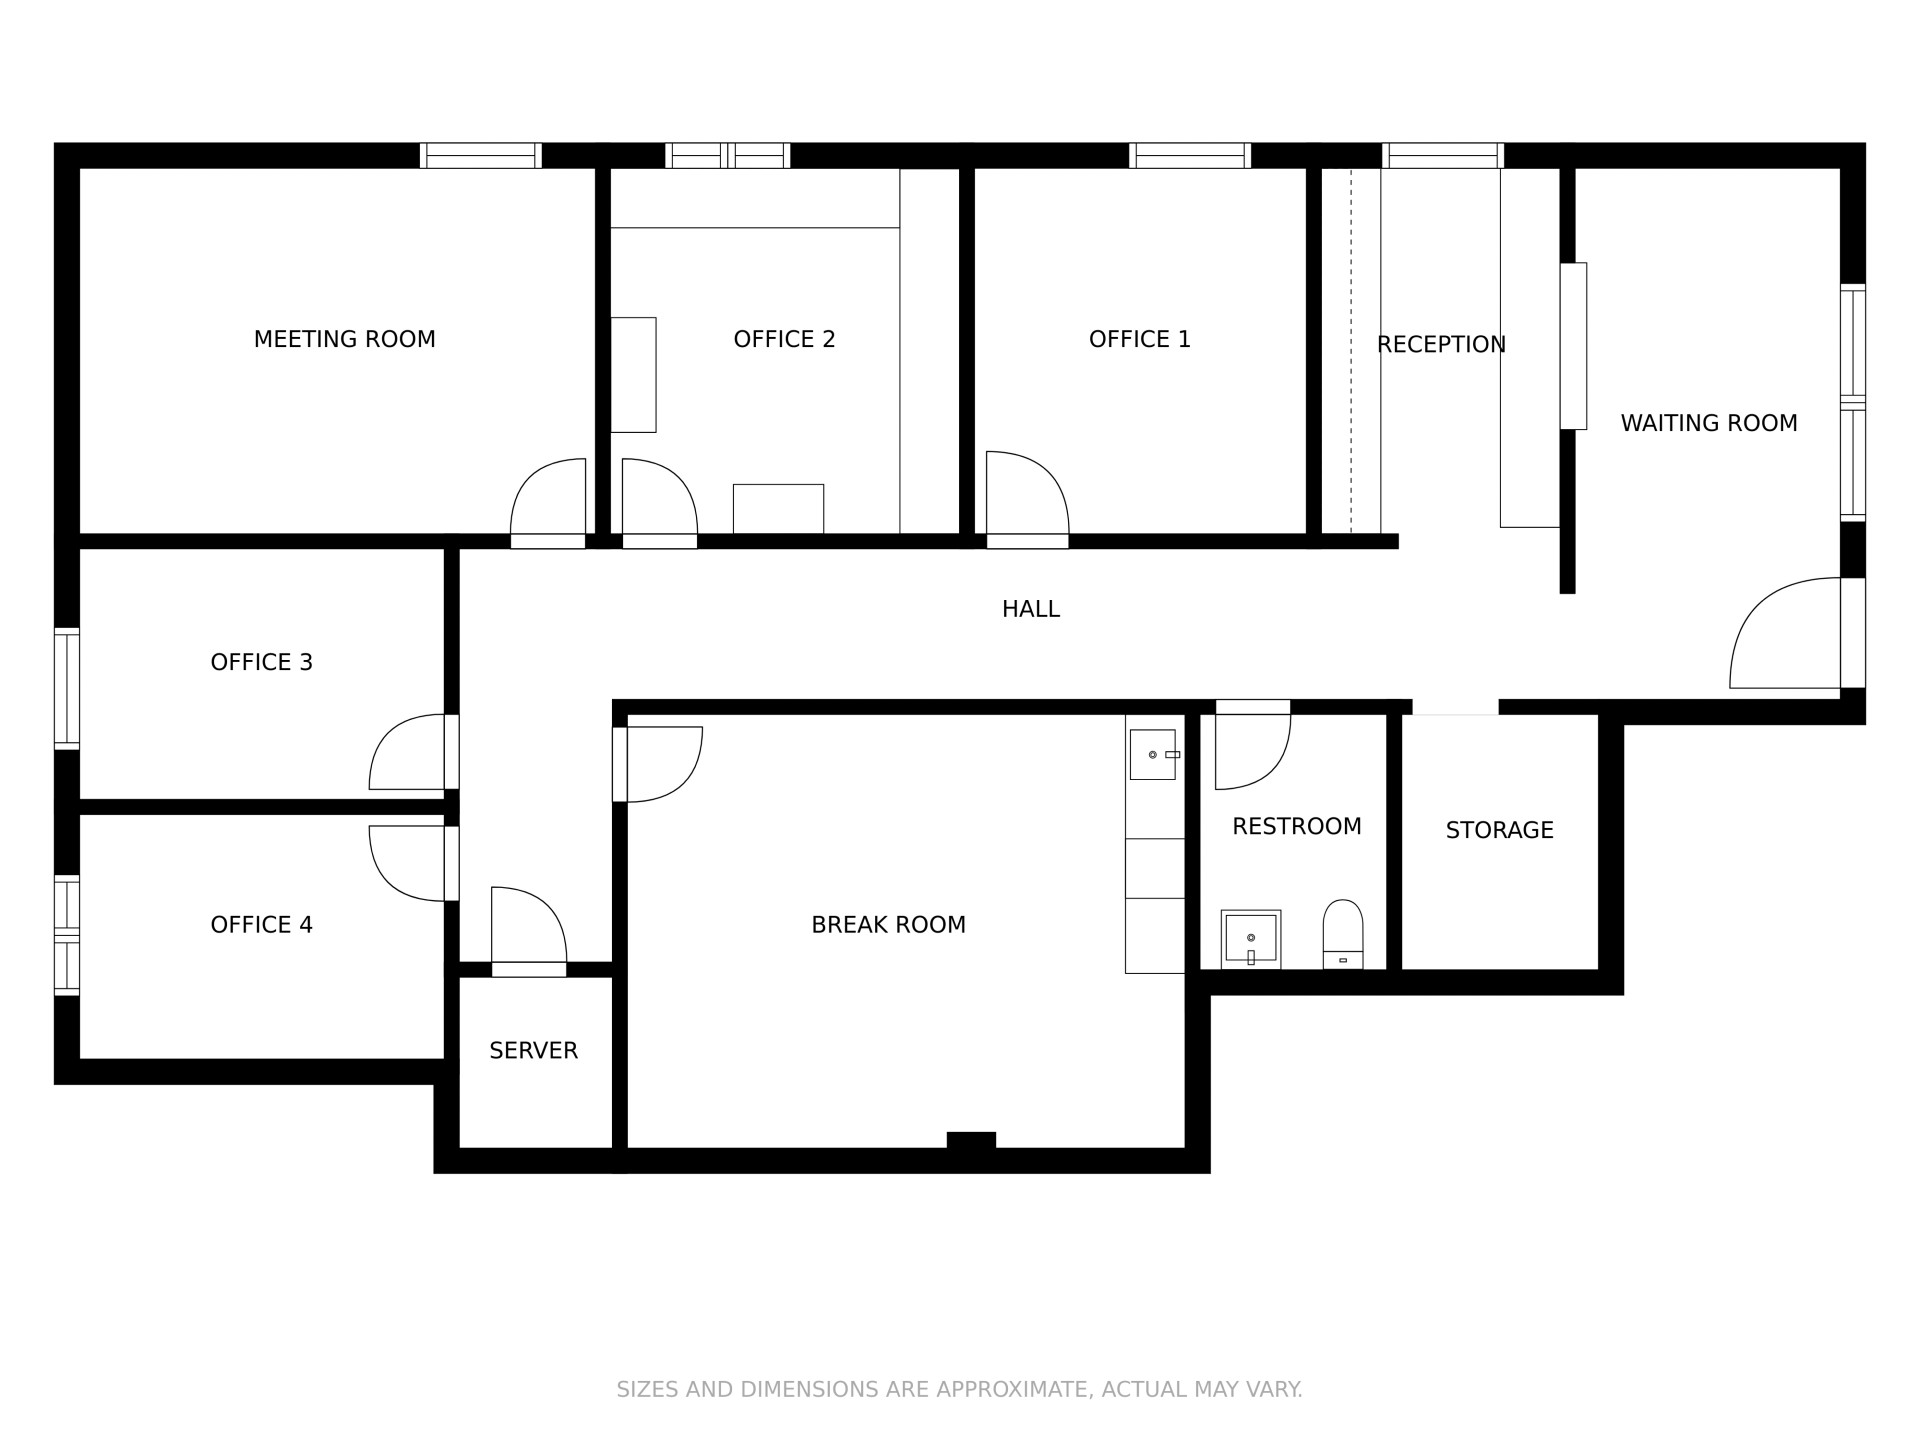 MEETING ROOM
OFFICE 2
OFFICE 1
RECEPTION
WAITING ROOM
HALL
OFFICE 3
RESTROOM
STORAGE
OFFICE 4
BREAK ROOM
SERVER
SIZES AND DIMENSIONS ARE APPROXIMATE, ACTUAL MAY VARY.